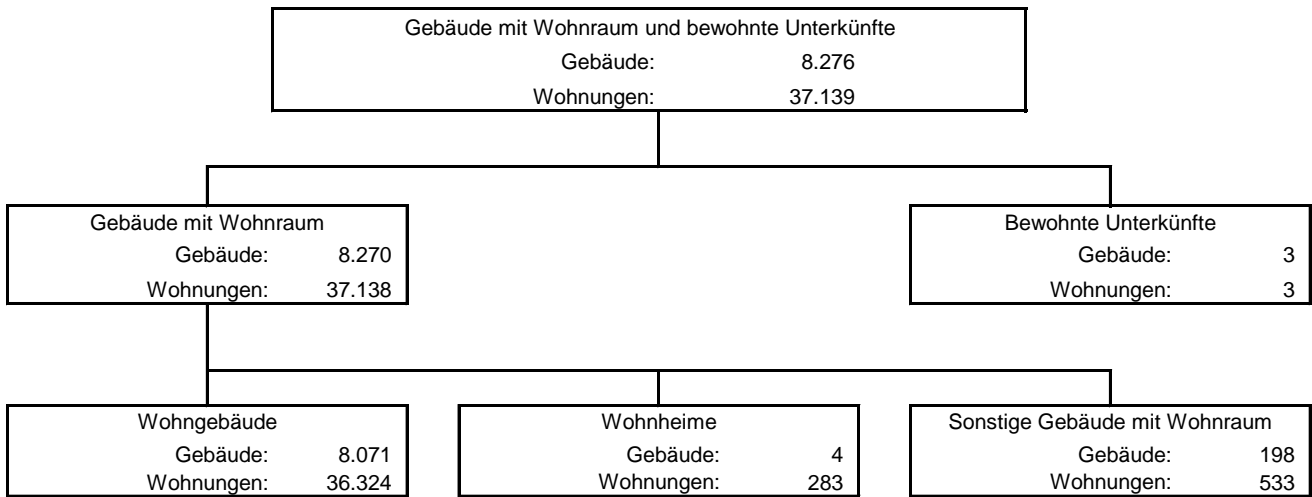 Gebäude mit Wohnraum und bewohnte Unterkünfte
Gebäude: 8.276
Wohnungen: 37.139
Gebäude mit Wohnraum
Gebäude: 8.270
Wohnungen: 37.138
Bewohnte Unterkünfte
Gebäude: 3
Wohnungen: 3
Wohngebäude
Gebäude: 8.071
Wohnungen: 36.324
Wohnheime
Gebäude: 4
Wohnungen: 283
Sonstige Gebäude mit Wohnraum
Gebäude: 198
Wohnungen: 533